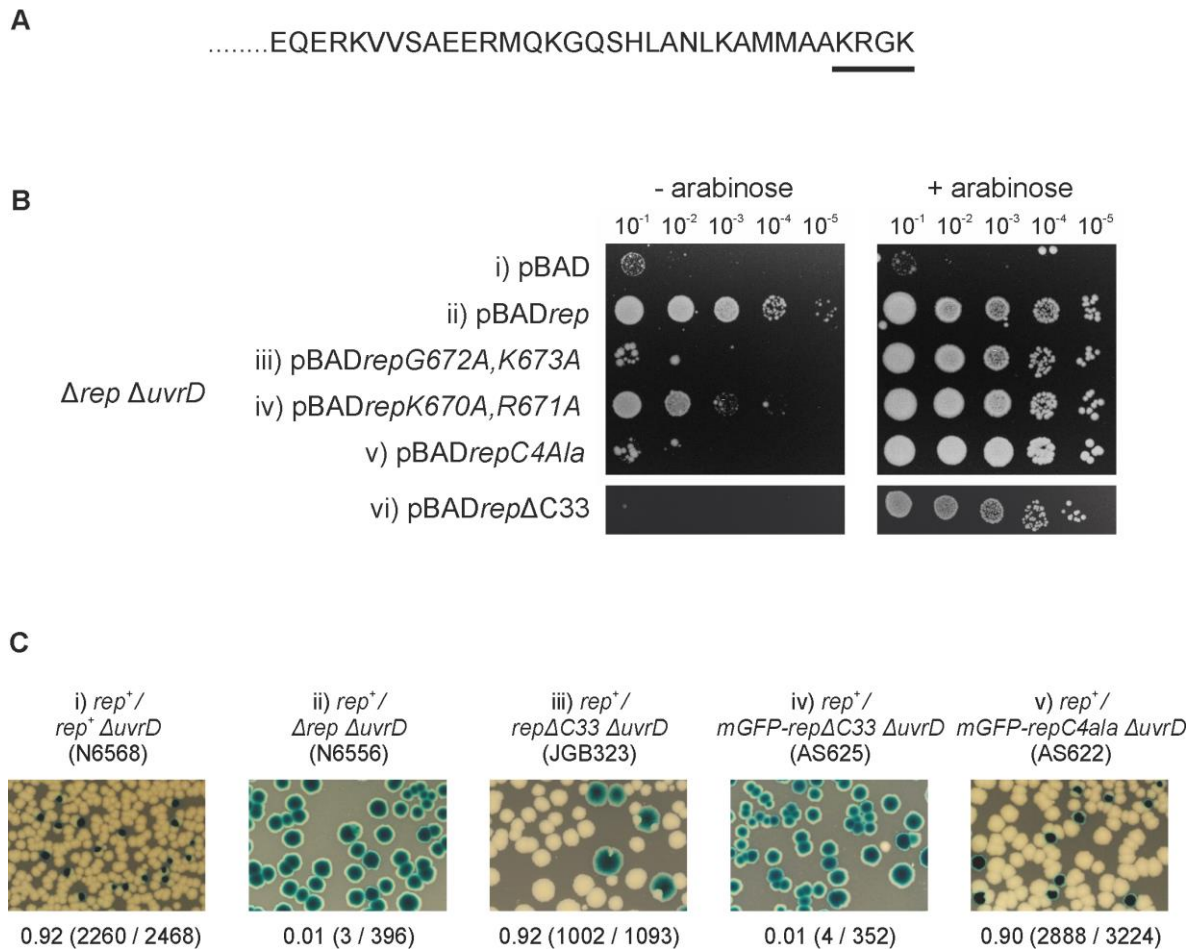 A
........EQERKVVSAEERMQKGQSHLANLKAMMAAKRGK
B
- arabinose + arabinose
10⁻¹ 10⁻² 10⁻³ 10⁻⁴ 10⁻⁵ 10⁻¹ 10⁻² 10⁻³ 10⁻⁴ 10⁻⁵
i) pBAD
ii) pBADrep
iii) pBADrepG672A,K673A
Δrep ΔuvrD
iv) pBADrepK670A,R671A
v) pBADrepC4Ala
vi) pBADrepΔC33
C
i) rep⁺/
rep⁺ ΔuvrD
(N6568)
0.92 (2260 / 2468)
ii) rep⁺/
Δrep ΔuvrD
(N6556)
0.01 (3 / 396)
iii) rep⁺/
repΔC33 ΔuvrD
(JGB323)
0.92 (1002 / 1093)
iv) rep⁺/
mGFP-repΔC33 ΔuvrD
(AS625)
0.01 (4 / 352)
v) rep⁺/
mGFP-repC4ala ΔuvrD
(AS622)
0.90 (2888 / 3224)